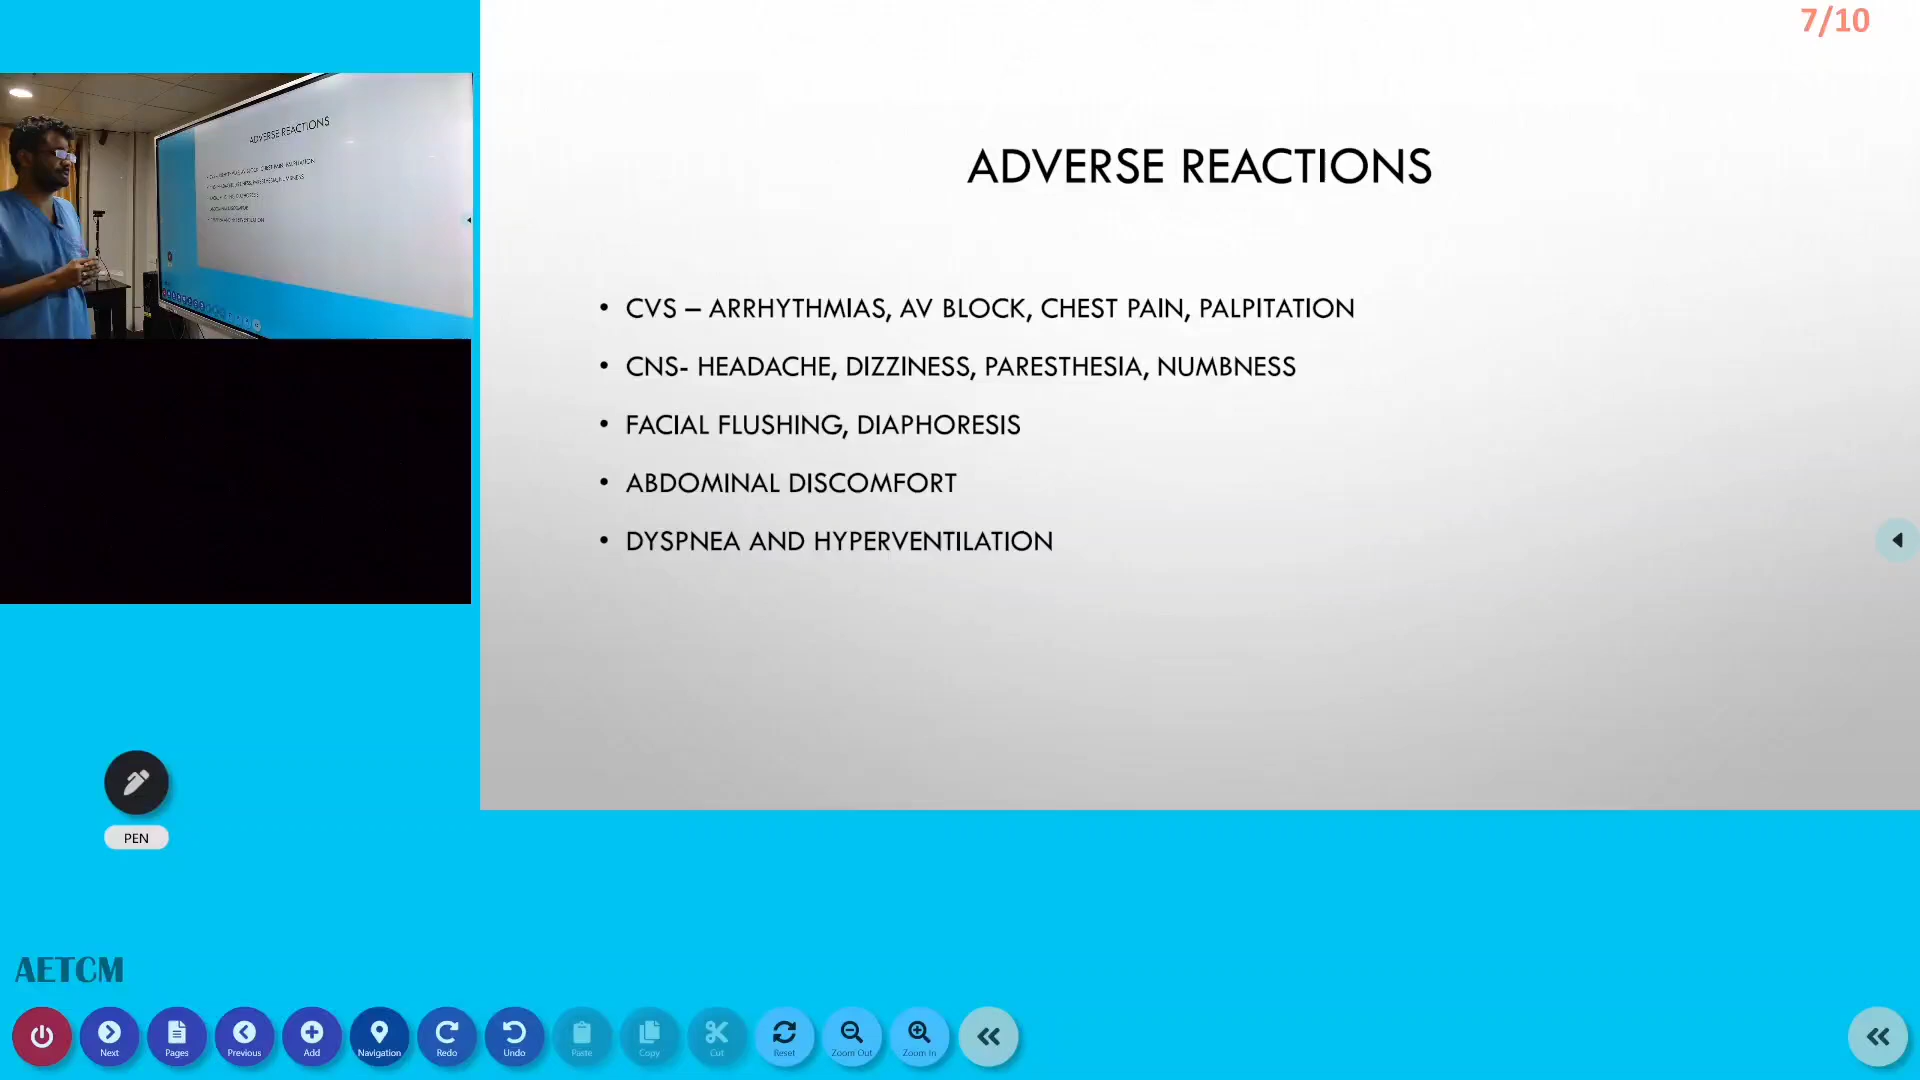 7/10
ADVERSE REACTIONS
• CVS – ARRHYTHMIAS, AV BLOCK, CHEST PAIN, PALPITATION
• CNS- HEADACHE, DIZZINESS, PARESTHESIA, NUMBNESS
• FACIAL FLUSHING, DIAPHORESIS
• ABDOMINAL DISCOMFORT
• DYSPNEA AND HYPERVENTILATION
ADVERSE REACTIONS
PEN
AETCM
Next Pages Previous Add Navigation Redo Undo Paste Copy Cut Reset Zoom Out Zoom In